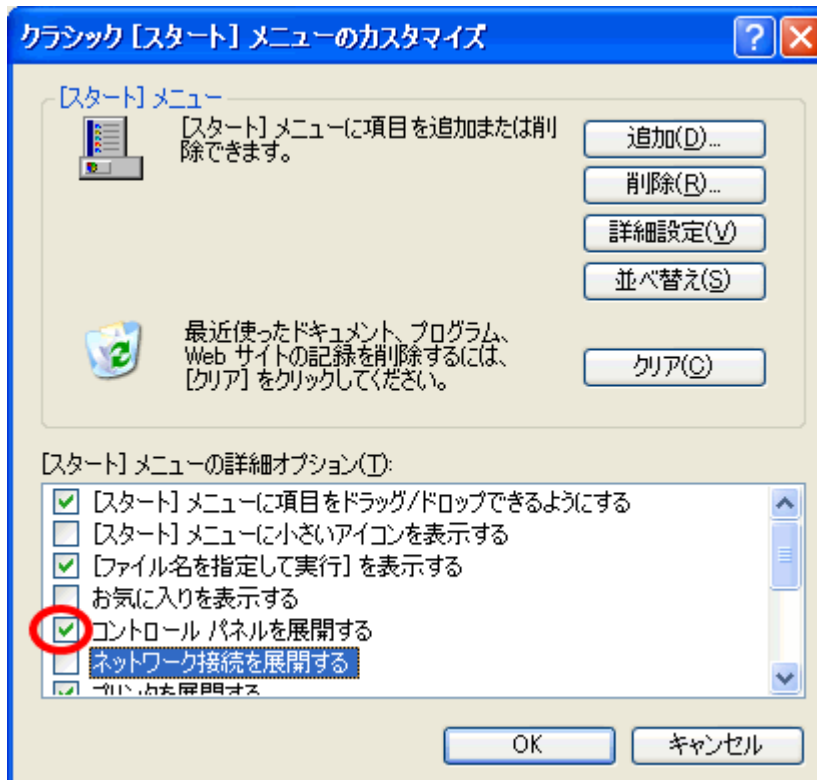 クラシック [スタート] メニューのカスタマイズ
[スタート] メニュー
[スタート] メニューに項目を追加または削
除できます。
追加(D)...
削除(R)...
詳細設定(V)
並べ替え(S)
最近使ったドキュメント、プログラム、
Web サイトの記録を削除するには、
[クリア] をクリックしてください。
クリア(C)
[スタート] メニューの詳細オプション(T):
[スタート] メニューに項目をドラッグ/ドロップできるようにする
[スタート] メニューに小さいアイコンを表示する
[ファイル名を指定して実行] を表示する
お気に入りを表示する
コントロール パネルを展開する
ネットワーク接続を展開する
プリンタを展開する
OK
キャンセル